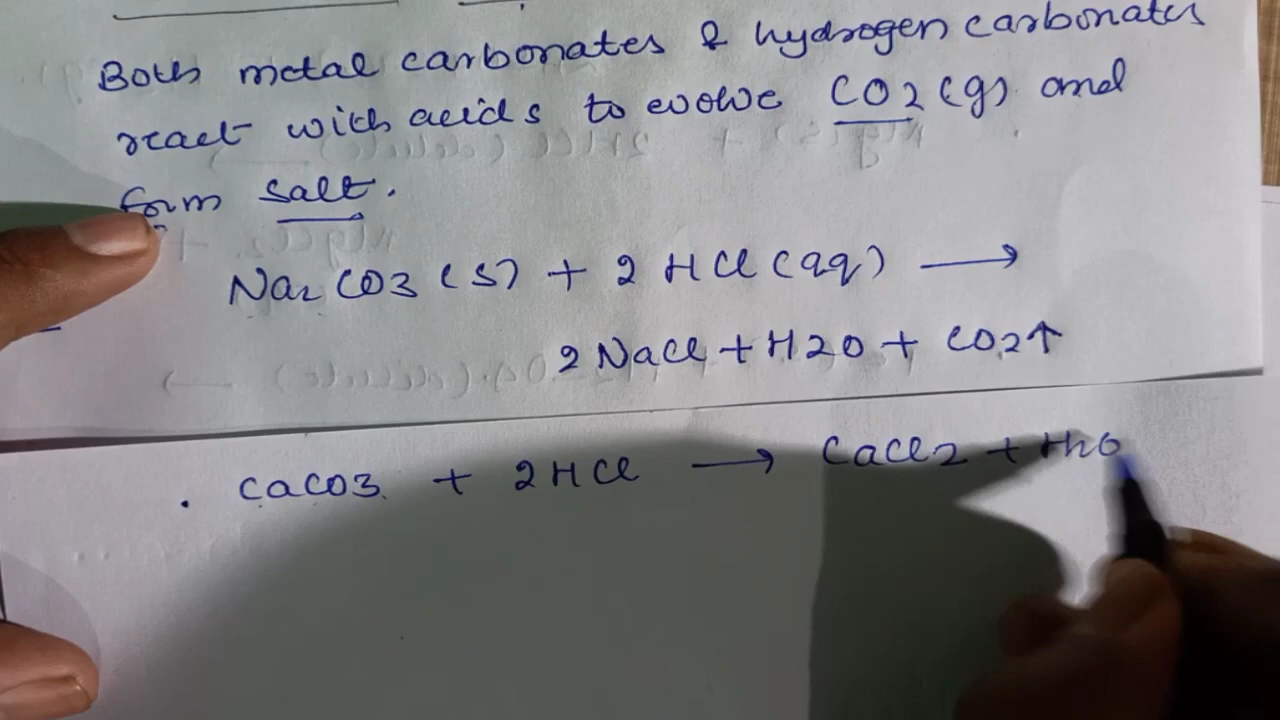 Both metal carbonates & hydrogen carbonates
react with acids to evolve CO2 (g) and
form salt.
Na2CO3 (s) + 2HCl (aq) →
2NaCl + H2O + CO2↑
. CaCO3 + 2HCl → CaCl2 + H2O